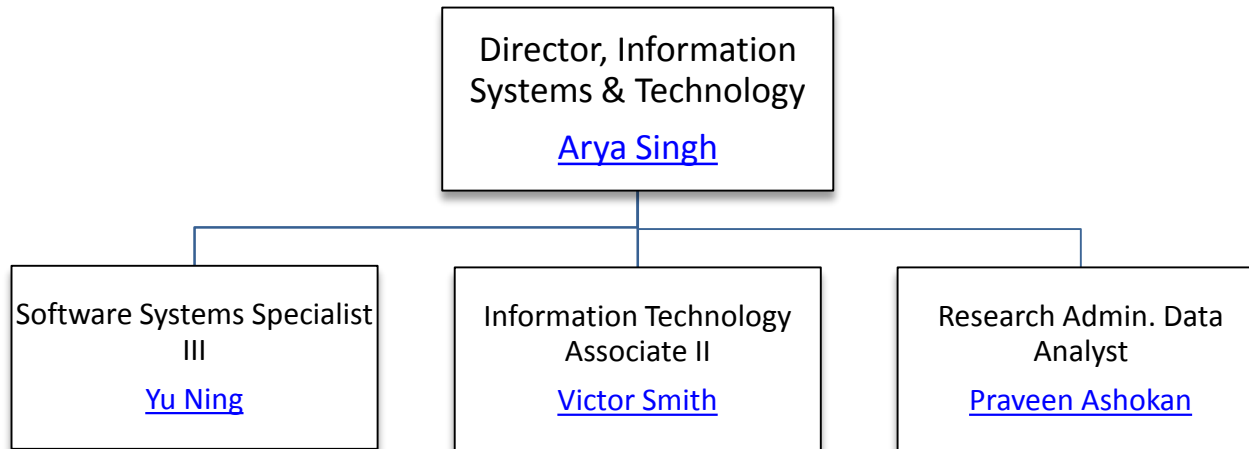 Director, Information
Systems & Technology
Arya Singh
Software Systems Specialist
III
Yu Ning
Information Technology
Associate II
Victor Smith
Research Admin. Data
Analyst
Praveen Ashokan